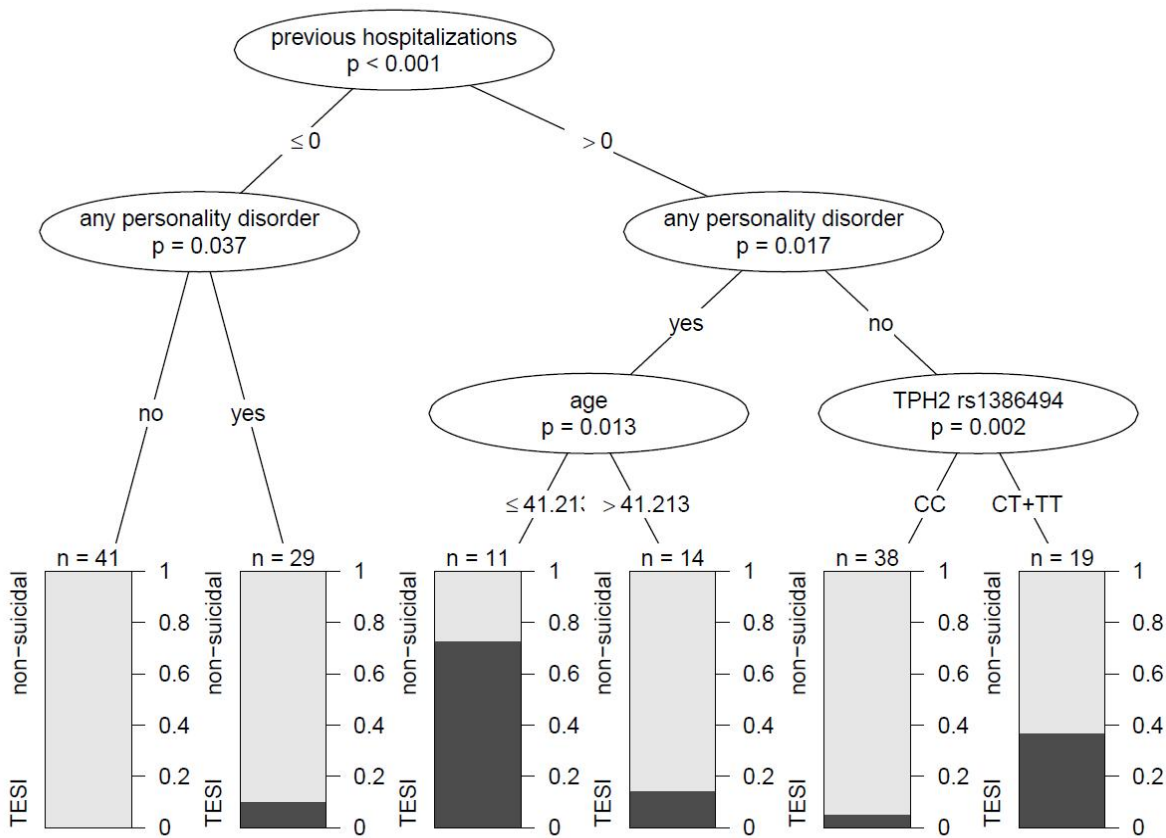 previous hospitalizations
p < 0.001
≤ 0
> 0
any personality disorder
p = 0.037
any personality disorder
p = 0.017
yes
no
no
yes
age
p = 0.013
TPH2 rs1386494
p = 0.002
≤ 41.213
> 41.213
CC
CT+TT
n = 41
n = 29
n = 11
n = 14
n = 38
n = 19
non−suicidal
TESI
1
0.8
0.6
0.4
0.2
0
non−suicidal
TESI
1
0.8
0.6
0.4
0.2
0
non−suicidal
TESI
1
0.8
0.6
0.4
0.2
0
non−suicidal
TESI
1
0.8
0.6
0.4
0.2
0
non−suicidal
TESI
1
0.8
0.6
0.4
0.2
0
non−suicidal
TESI
1
0.8
0.6
0.4
0.2
0